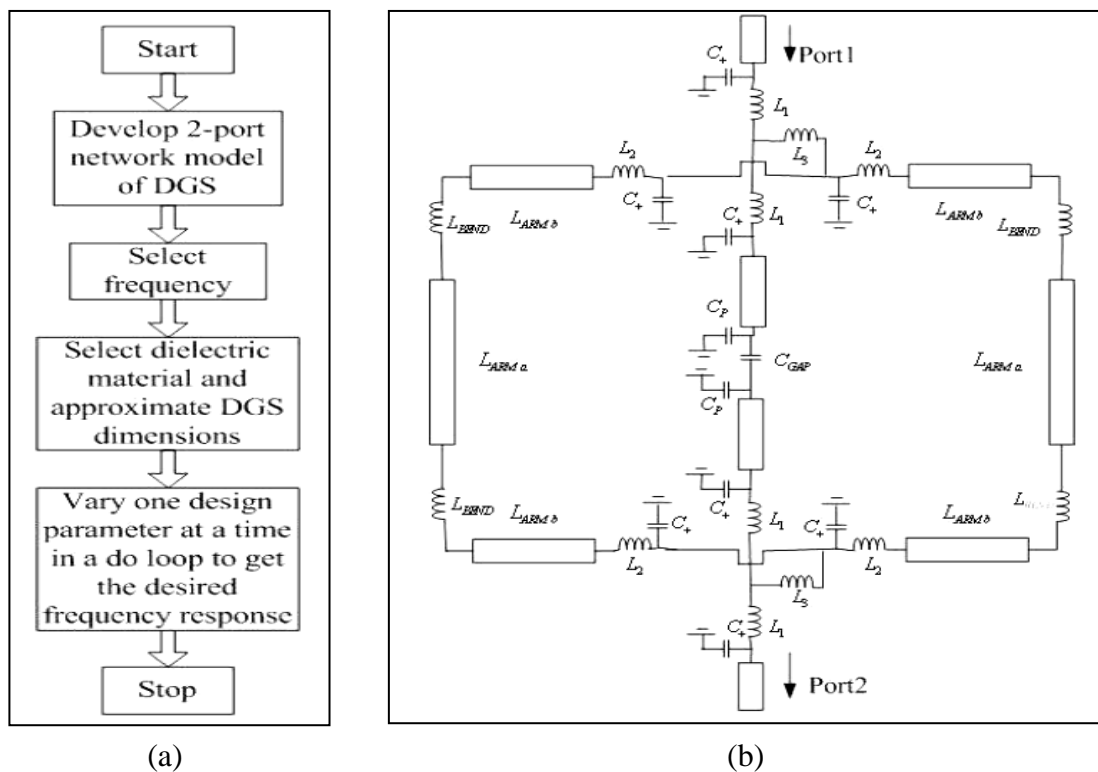 Start
Develop 2-port
network model
of DGS
Select
frequency
Select dielectric
material and
approximate DGS
dimensions
Vary one design
parameter at a time
in a do loop to get
the desired
frequency response
Stop
(a)
C+
Port1
L1
L3
L2
L2
C+
C+
C+
L1
LARM b
LARM b
LBEND
LBEND
CP
CGAP
LARM a
LARM a
CP
LBEND
LARM b
C+
C+
L1
C+
LARM b
L2
L2
L3
C+
L1
Port2
(b)